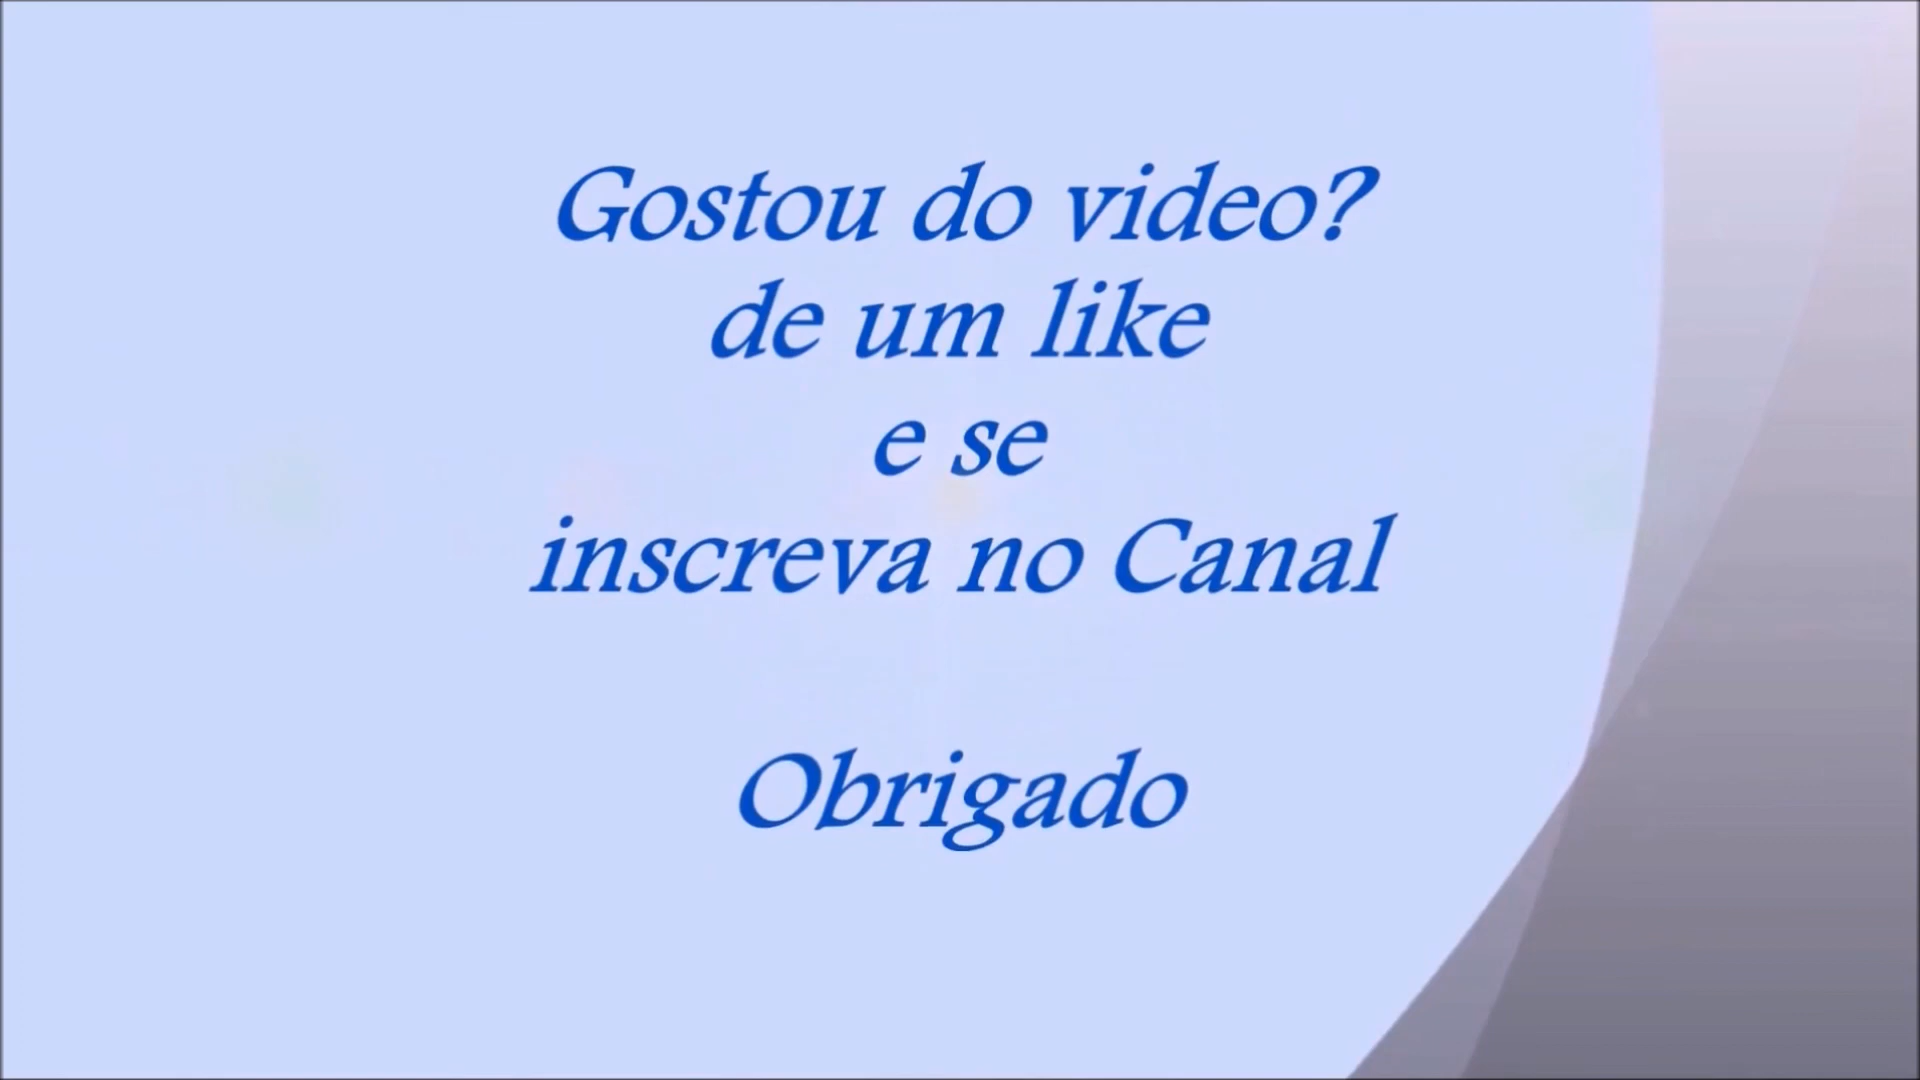 Gostou do video?
de um like
e se
inscreva no Canal
Obrigado